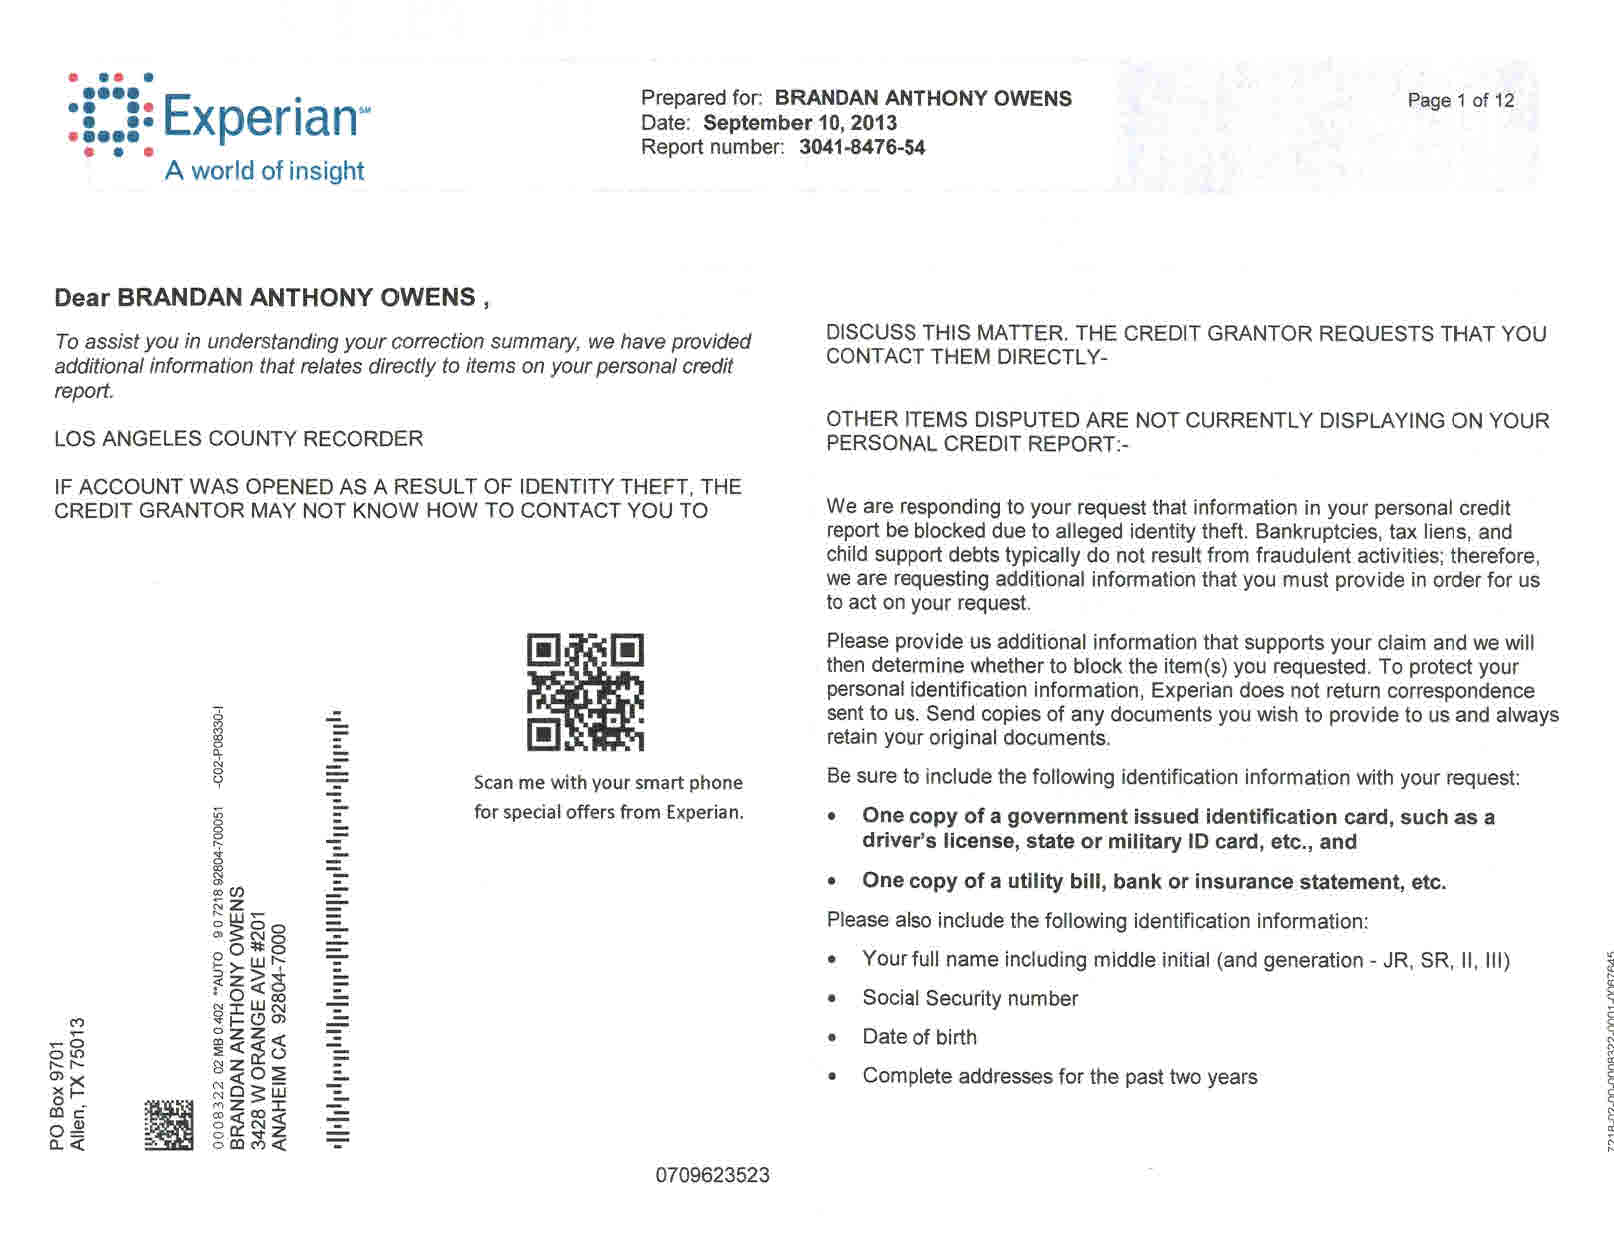 Experian℠
A world of insight
Prepared for: BRANDAN ANTHONY OWENS
Date: September 10, 2013
Report number: 3041-8476-54
Page 1 of 12
Dear BRANDAN ANTHONY OWENS ,
To assist you in understanding your correction summary, we have provided
additional information that relates directly to items on your personal credit
report.
LOS ANGELES COUNTY RECORDER
IF ACCOUNT WAS OPENED AS A RESULT OF IDENTITY THEFT, THE
CREDIT GRANTOR MAY NOT KNOW HOW TO CONTACT YOU TO
Scan me with your smart phone
for special offers from Experian.
PO Box 9701
Allen, TX 75013
0008322 02 MB 0.402 **AUTO 9 0 7218 92804-700051 -C02-P08330-I
BRANDAN ANTHONY OWENS
3428 W ORANGE AVE #201
ANAHEIM CA 92804-7000
DISCUSS THIS MATTER. THE CREDIT GRANTOR REQUESTS THAT YOU
CONTACT THEM DIRECTLY-
OTHER ITEMS DISPUTED ARE NOT CURRENTLY DISPLAYING ON YOUR
PERSONAL CREDIT REPORT:-
We are responding to your request that information in your personal credit
report be blocked due to alleged identity theft. Bankruptcies, tax liens, and
child support debts typically do not result from fraudulent activities; therefore,
we are requesting additional information that you must provide in order for us
to act on your request.
Please provide us additional information that supports your claim and we will
then determine whether to block the item(s) you requested. To protect your
personal identification information, Experian does not return correspondence
sent to us. Send copies of any documents you wish to provide to us and always
retain your original documents.
Be sure to include the following identification information with your request:
• One copy of a government issued identification card, such as a
driver's license, state or military ID card, etc., and
• One copy of a utility bill, bank or insurance statement, etc.
Please also include the following identification information:
• Your full name including middle initial (and generation - JR, SR, II, III)
• Social Security number
• Date of birth
• Complete addresses for the past two years
0709623523